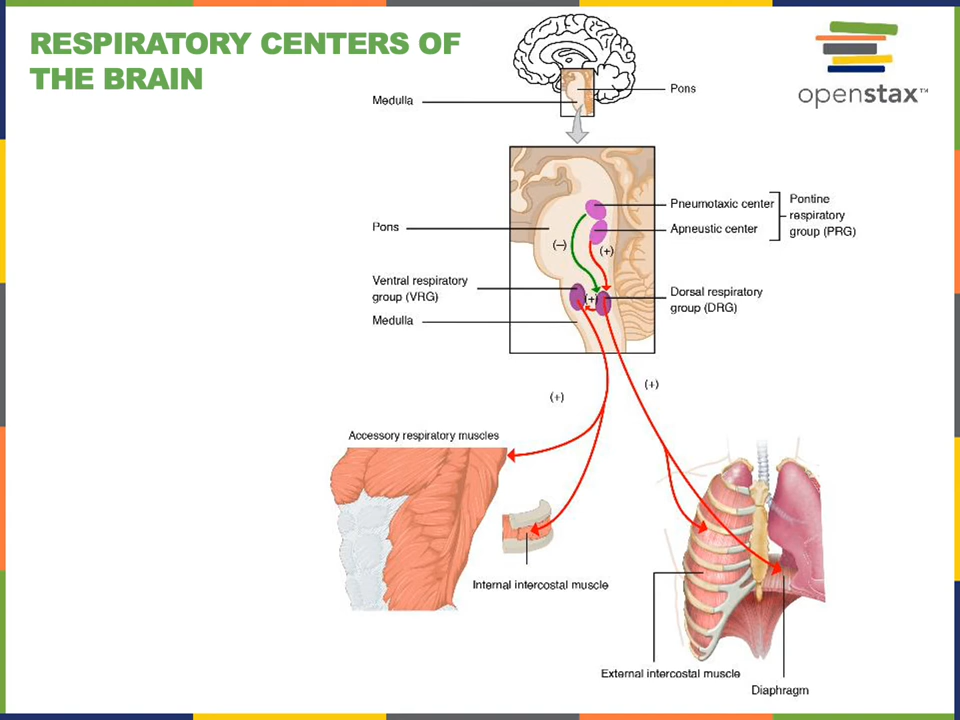 RESPIRATORY CENTERS OF
THE BRAIN
openstax™
Medulla
Pons
Pneumotaxic center
Apneustic center
Pontine
respiratory
group (PRG)
Pons
(–)
(+)
Ventral respiratory
group (VRG)
(+)
Dorsal respiratory
group (DRG)
Medulla
(+)
(+)
Accessory respiratory muscles
Internal intercostal muscle
External intercostal muscle
Diaphragm